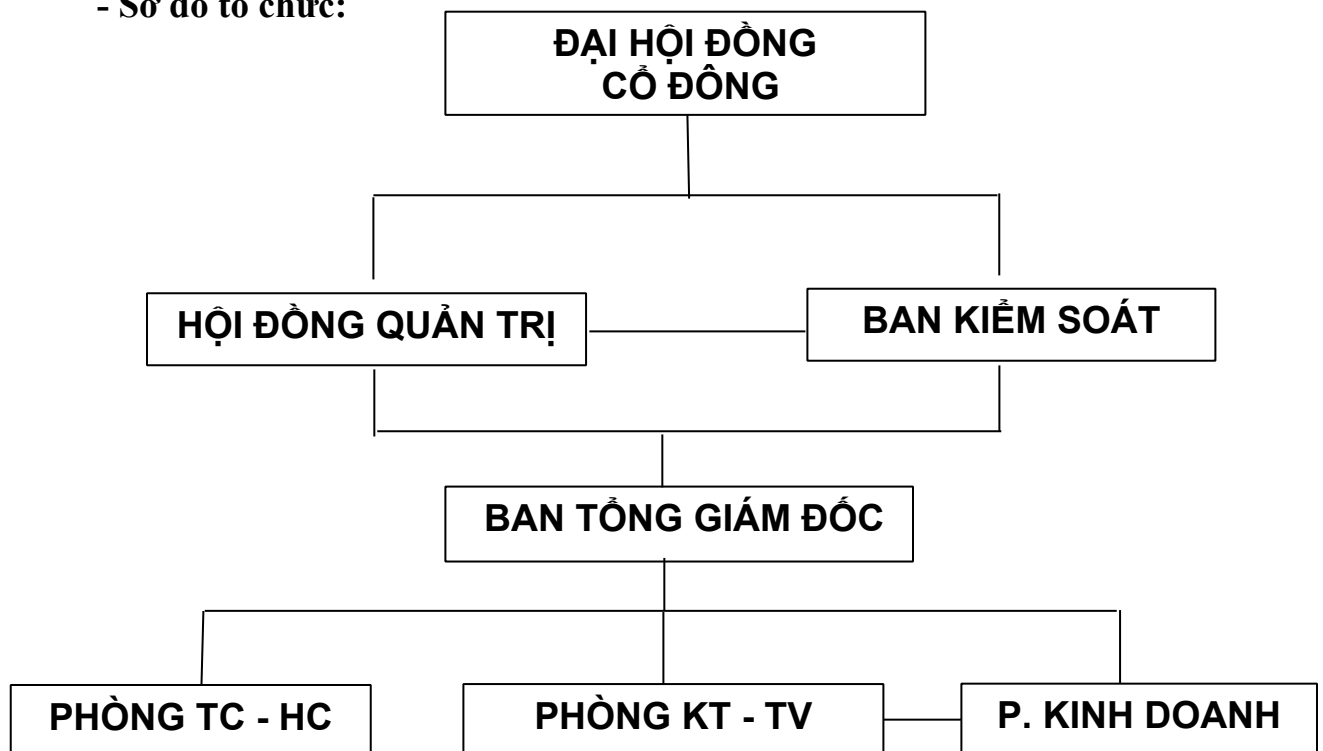 - Sơ đồ tổ chức:
ĐẠI HỘI ĐỒNG
CỔ ĐÔNG
HỘI ĐỒNG QUẢN TRỊ
BAN KIỂM SOÁT
BAN TỔNG GIÁM ĐỐC
PHÒNG TC - HC
PHÒNG KT - TV
P. KINH DOANH